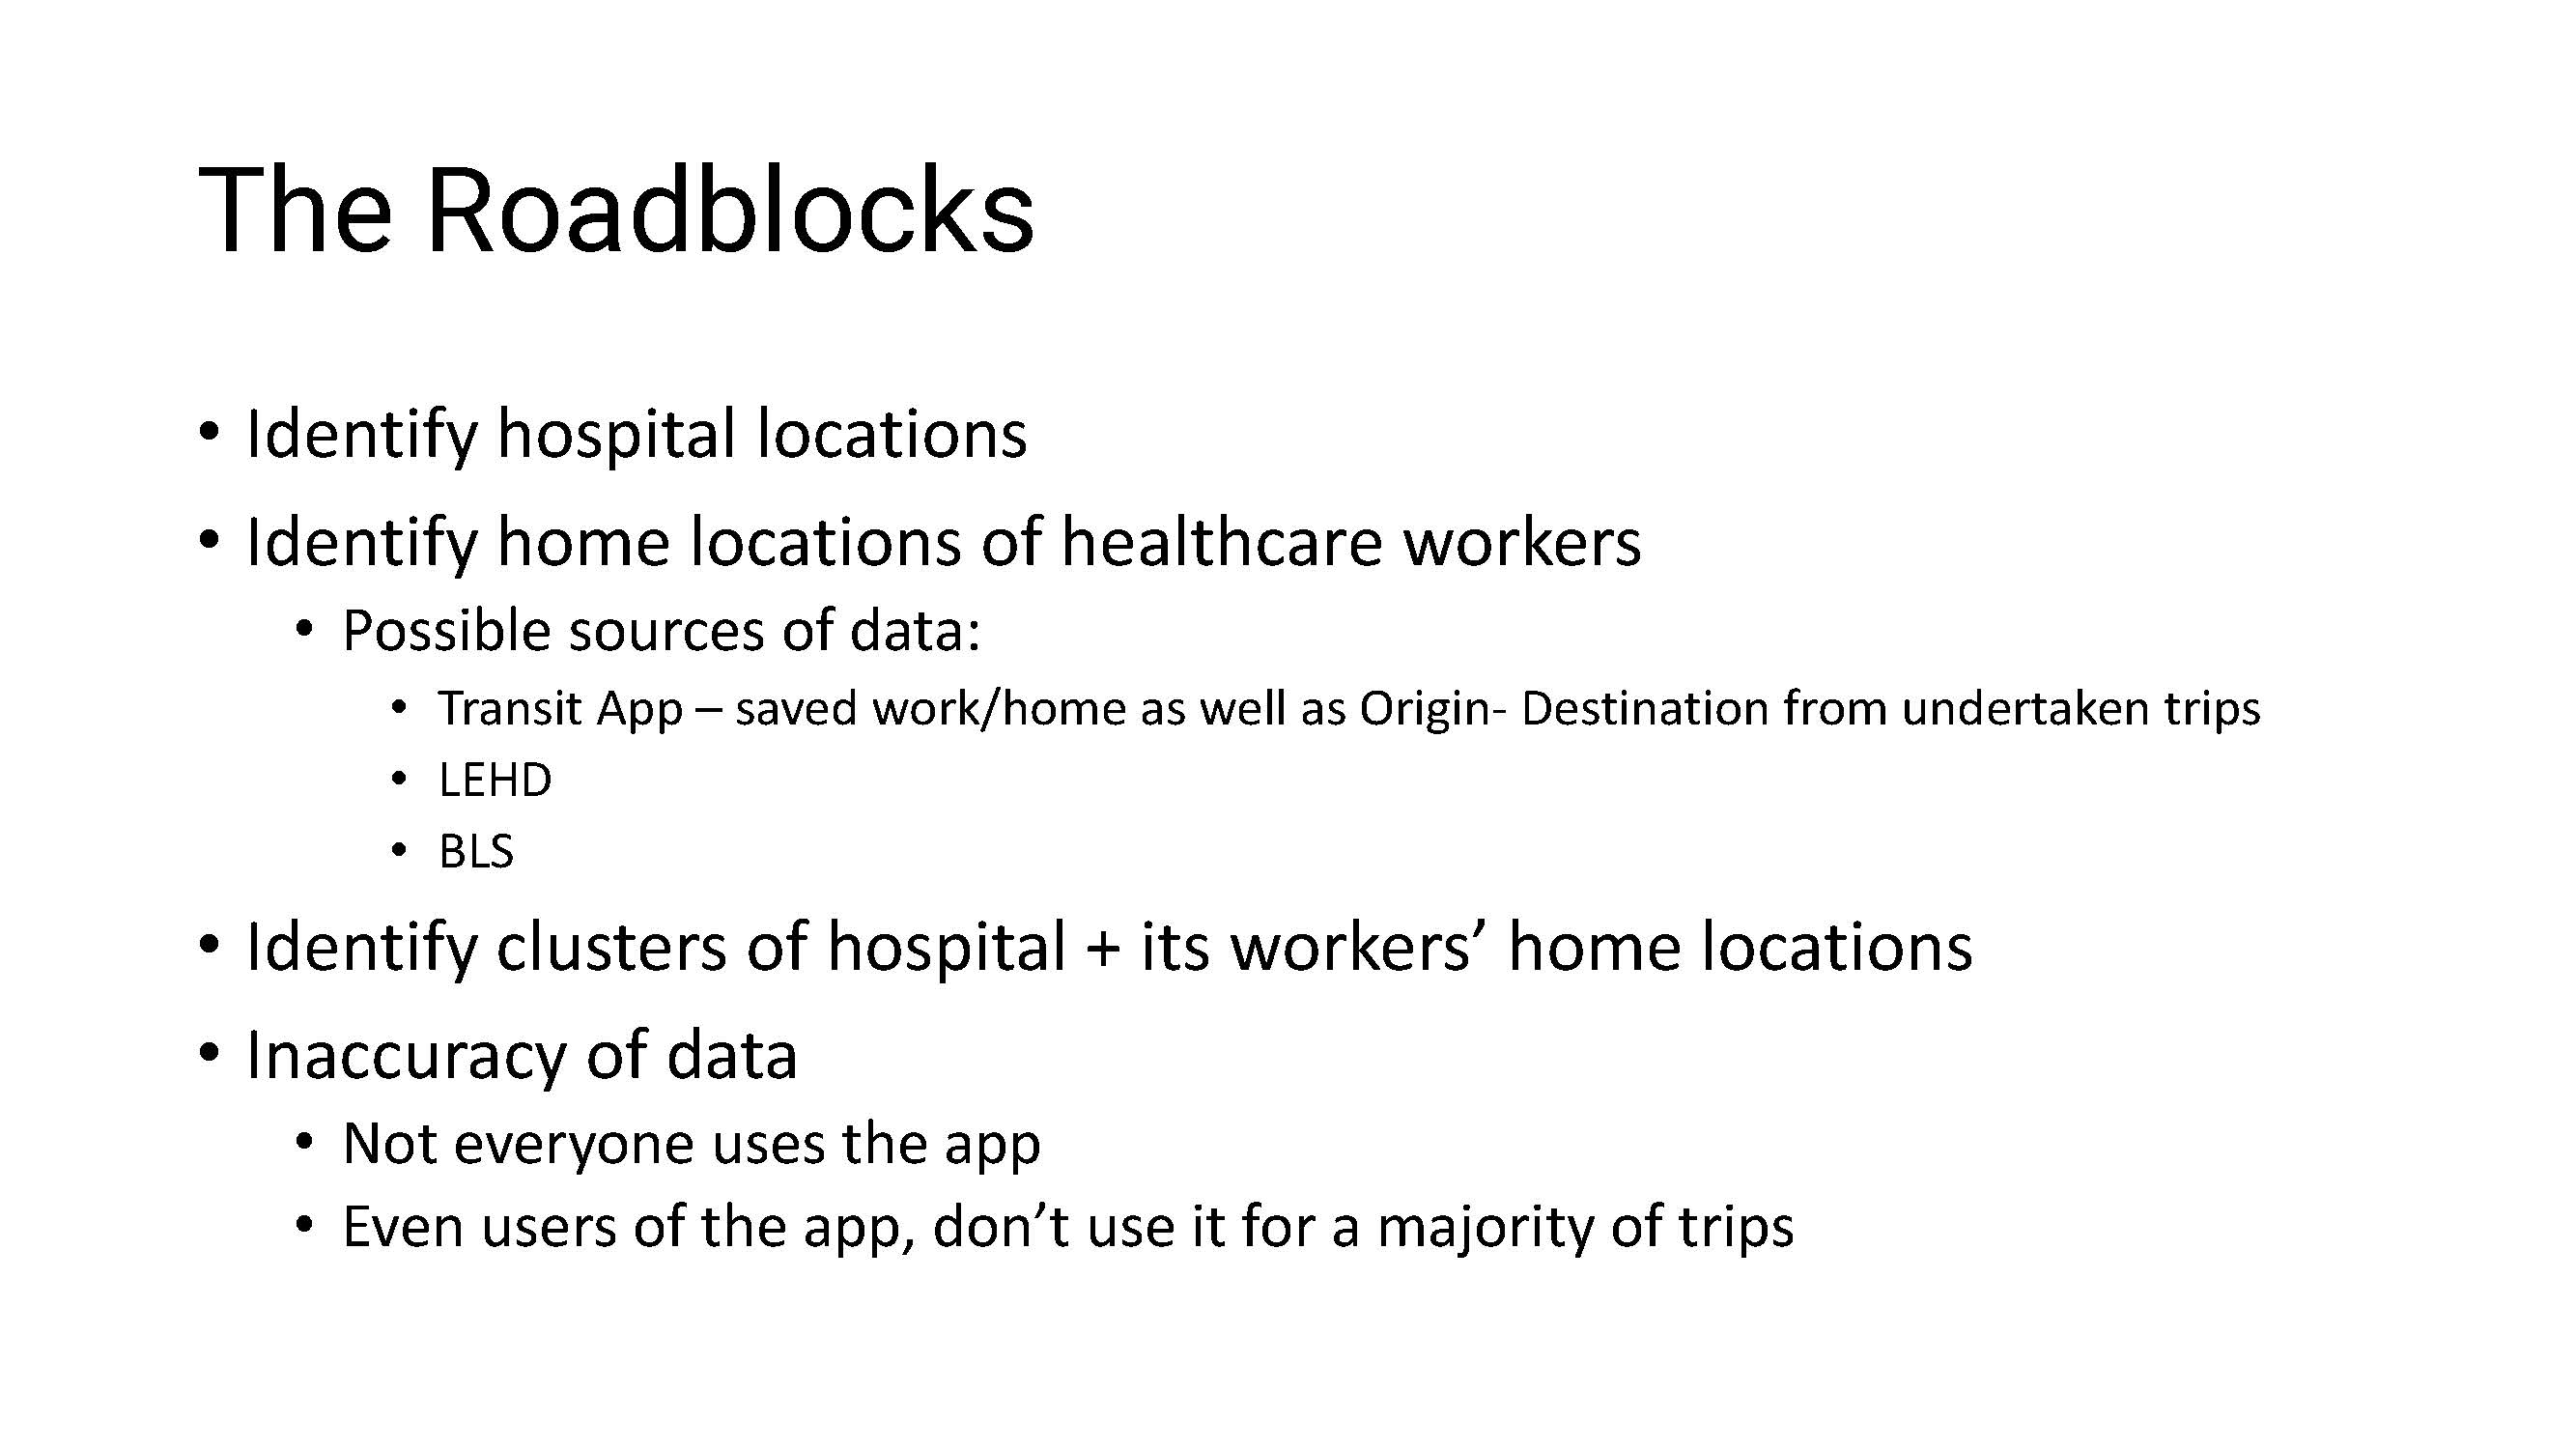 The Roadblocks
• Identify hospital locations
• Identify home locations of healthcare workers
• Possible sources of data:
• Transit App – saved work/home as well as Origin- Destination from undertaken trips
• LEHD
• BLS
• Identify clusters of hospital + its workers’ home locations
• Inaccuracy of data
• Not everyone uses the app
• Even users of the app, don’t use it for a majority of trips